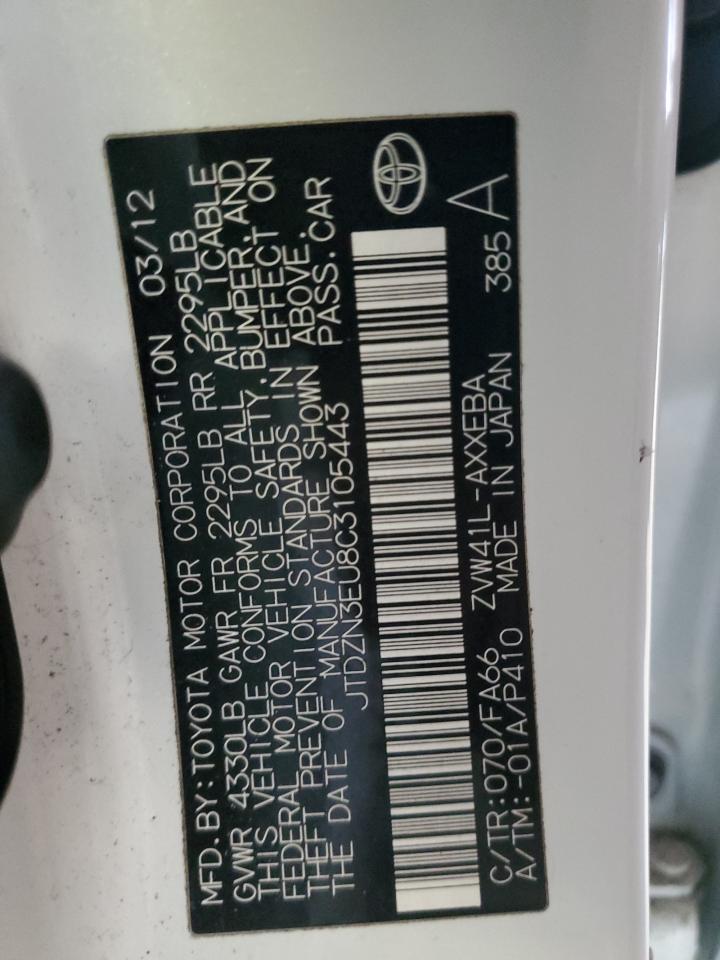 MFD. BY: TOYOTA MOTOR CORPORATION 03/12
GVWR 4330LB GAWR FR 2295LB RR 2295LB
THIS VEHICLE CONFORMS TO ALL APPLICABLE
FEDERAL MOTOR VEHICLE SAFETY, BUMPER, AND
THEFT PREVENTION STANDARDS IN EFFECT ON
THE DATE OF MANUFACTURE SHOWN ABOVE.
JTDZN3EU8C3105443 PASS. CAR
C/TR:070/FA66 ZVW41L-AXXEBA
A/TM:-01A/P410 MADE IN JAPAN 385 A